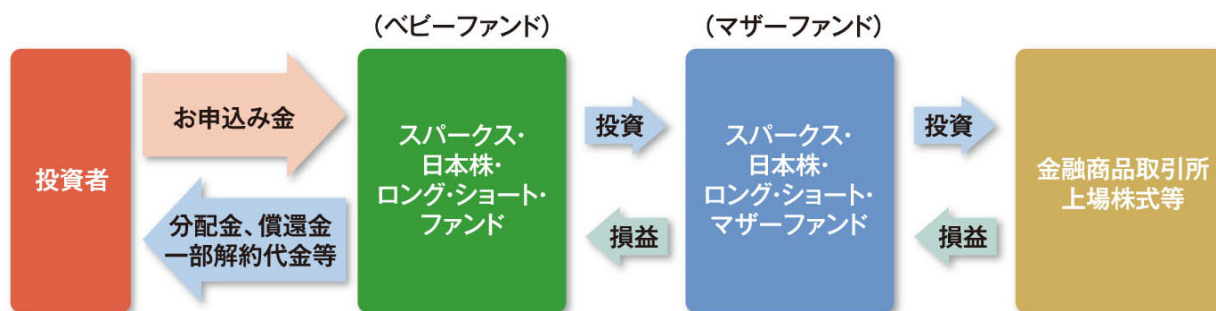 （ベビーファンド）
（マザーファンド）
投資者
お申込み金
分配金、償還金
一部解約代金等
スパークス・
日本株・
ロング・ショート・
ファンド
投資
損益
スパークス・
日本株・
ロング・ショート・
マザーファンド
投資
損益
金融商品取引所
上場株式等